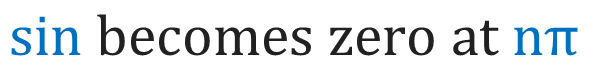 sin becomes zero at nπ